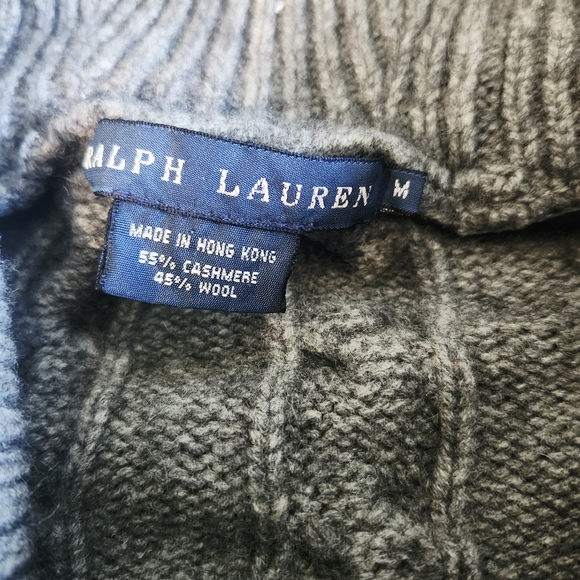 RALPH LAUREN M
MADE IN HONG KONG
55% CASHMERE
45% WOOL